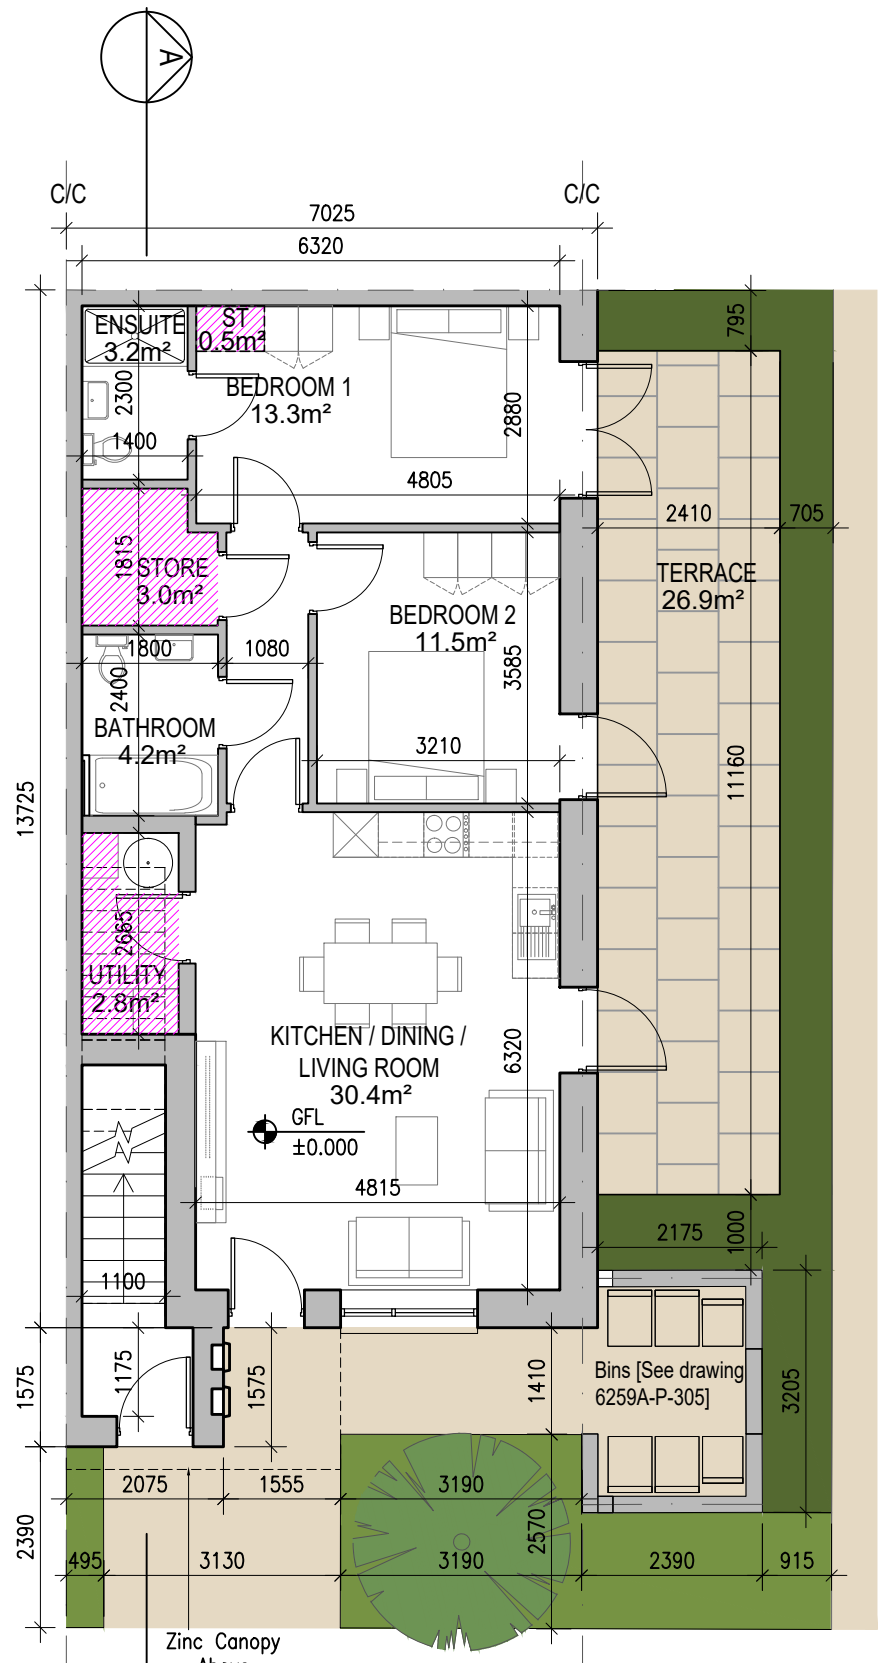 A
C/C
C/C
7025
6320
13725
795
ENSUITE
3.2m²
ST
0.5m²
2300
BEDROOM 1
13.3m²
2880
1400
4805
2410
705
1815
STORE
3.0m²
TERRACE
26.9m²
BEDROOM 2
11.5m²
1800
1080
2400
3585
BATHROOM
4.2m²
3210
11160
2665
UTILITY
2.8m²
KITCHEN / DINING /
LIVING ROOM
30.4m²
6320
GFL
±0.000
4815
2175
1000
1100
1575
1175
1575
1410
Bins [See drawing
6259A-P-305]
3205
2075
1555
3190
2390
2570
495
3130
3190
2390
915
Zinc Canopy
Above